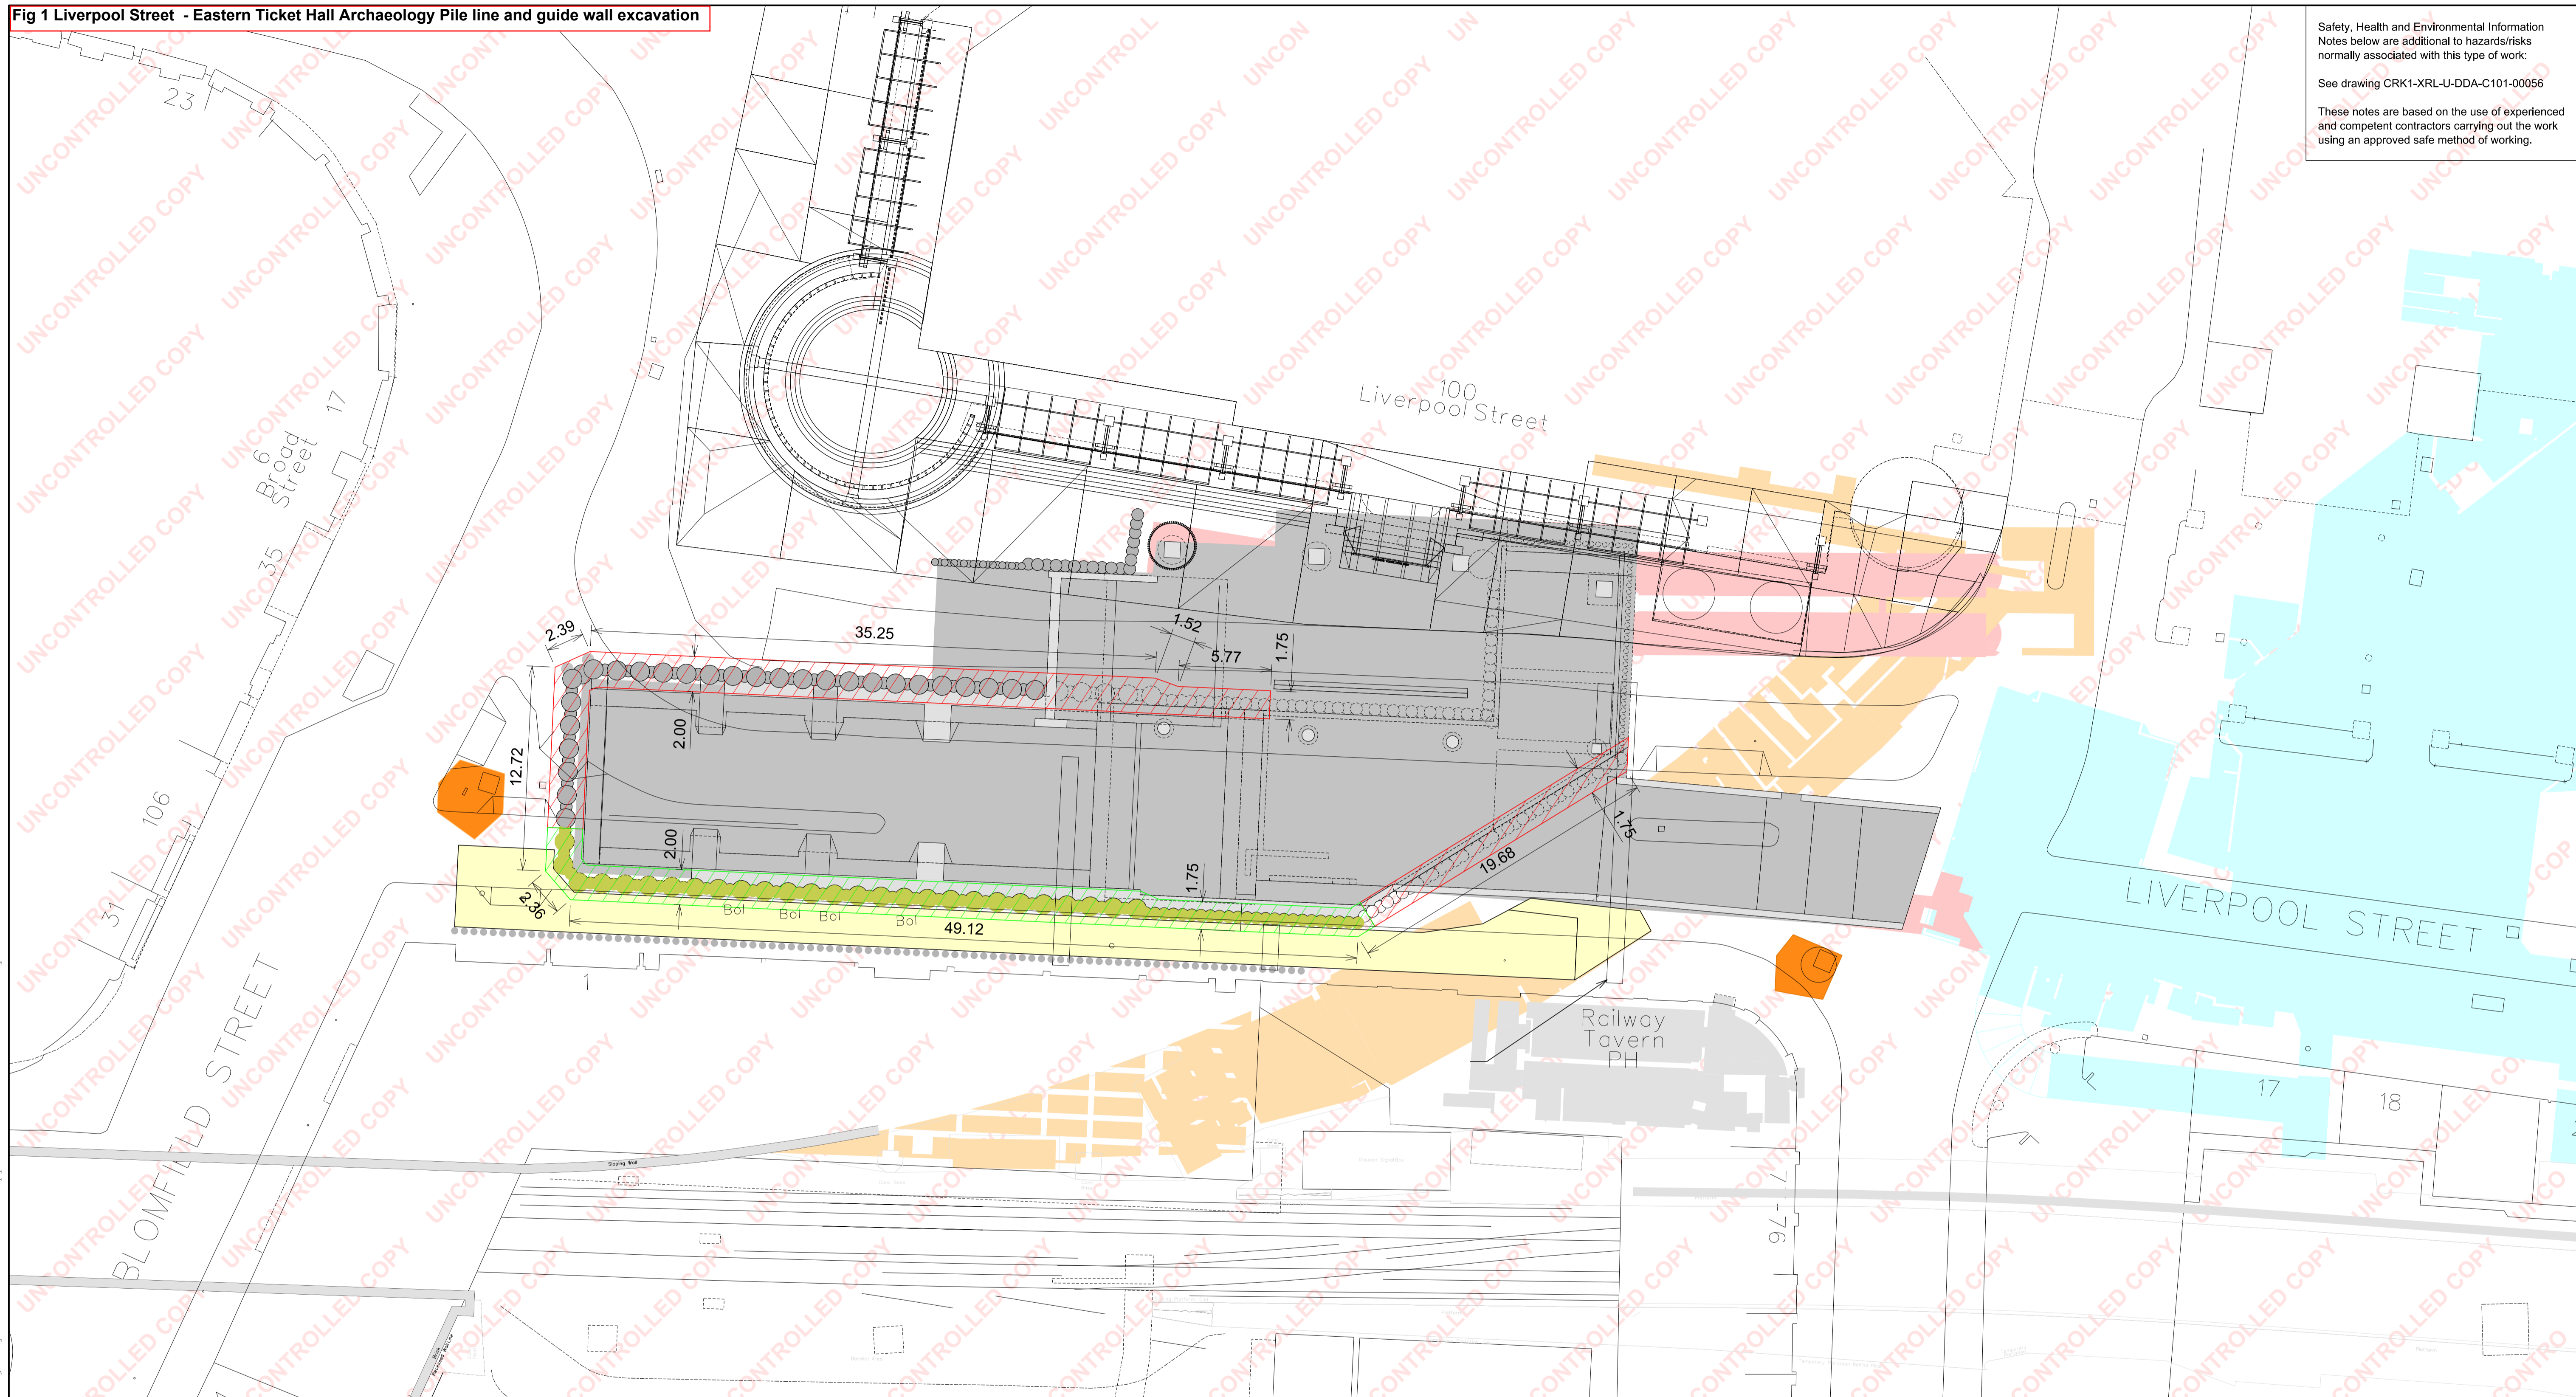 Fig 1 Liverpool Street - Eastern Ticket Hall Archaeology Pile line and guide wall excavation
Safety, Health and Environmental Information
Notes below are additional to hazards/risks
normally associated with this type of work:
See drawing CRK1-XRL-U-DDA-C101-00056
These notes are based on the use of experienced
and competent contractors carrying out the work
using an approved safe method of working.
UNCONTROLLED COPY
23
17
6
Broad
Street
35
106
31
100
Liverpool Street
2.39
35.25
1.52
5.77
1.75
2.00
12.72
2.00
1.75
1.75
19.68
2.36
49.12
Bol
Bol
Bol
Bol
1
LIVERPOOL STREET
BLOMFIELD STREET
Railway
Tavern
PH
77-76
17
18
Sloping Wall